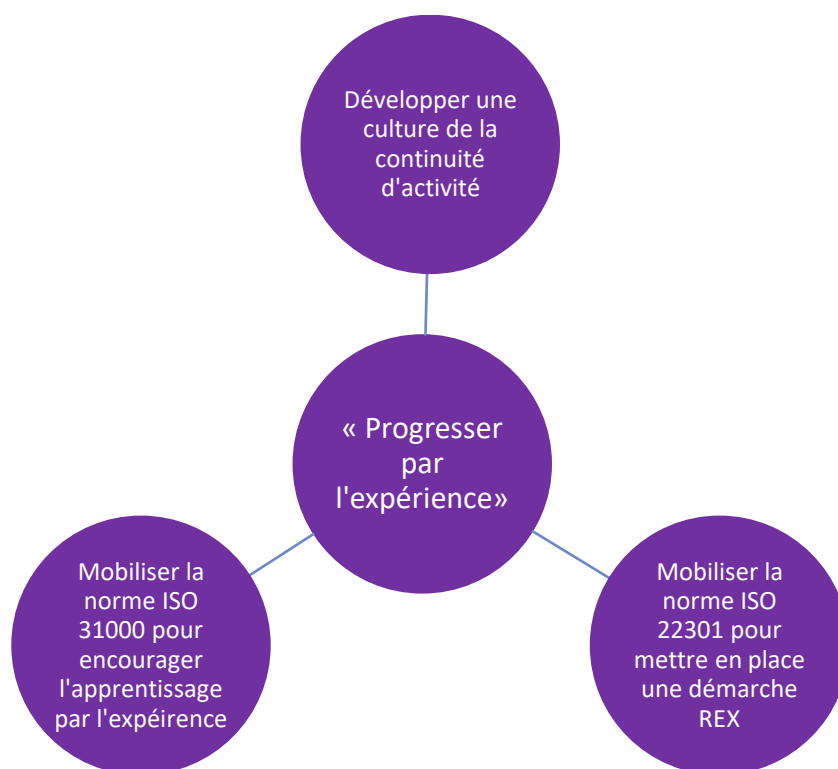 Développer une
culture de la
continuité
d'activité
« Progresser
par
l'expérience»
Mobiliser la
norme ISO
31000 pour
encourager
l'apprentissage
par l'expéirence
Mobiliser la
norme ISO
22301 pour
mettre en place
une démarche
REX